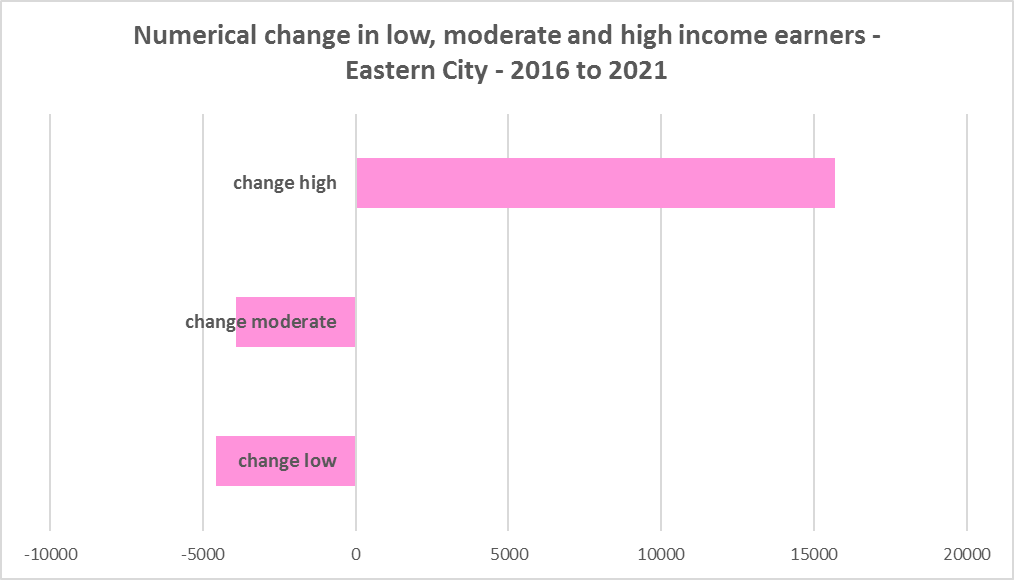 Numerical change in low, moderate and high income earners -
Eastern City - 2016 to 2021
change high
change moderate
change low
-10000 -5000 0 5000 10000 15000 20000